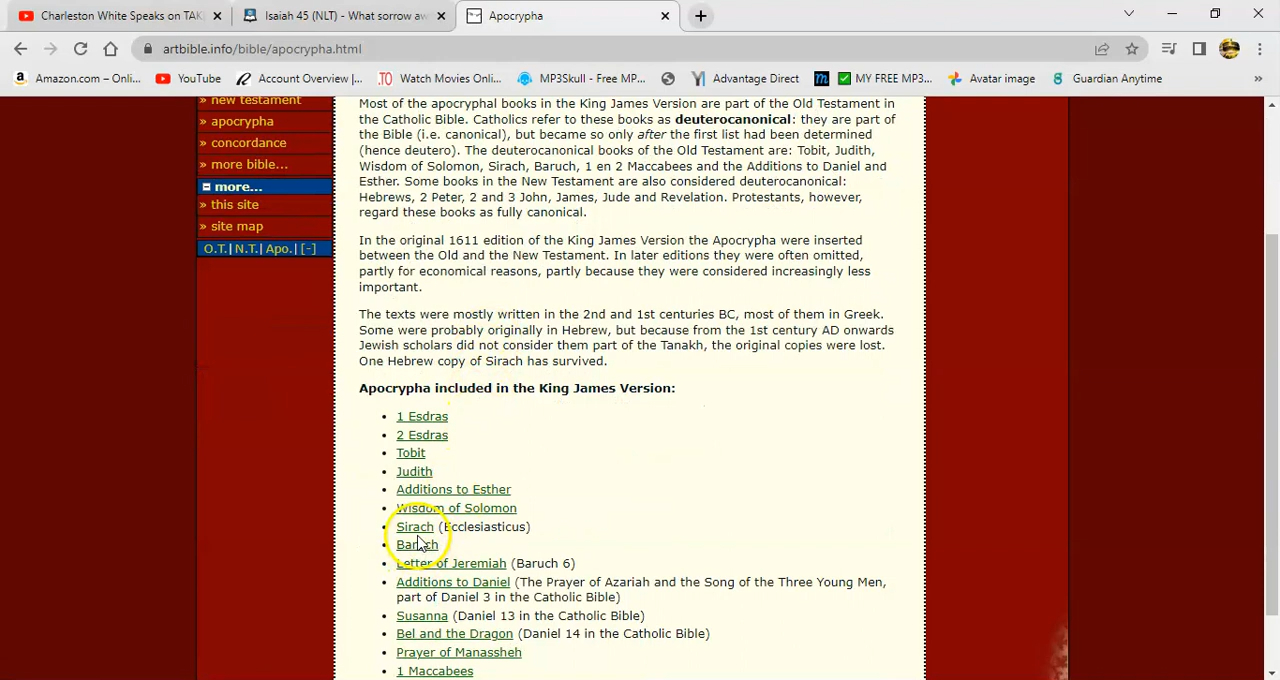 Charleston White Speaks on TAK
Isaiah 45 (NLT) - What sorrow aw
Apocrypha
artbible.info/bible/apocrypha.html
Amazon.com – Onli...
YouTube
Account Overview |...
.TO Watch Movies Onl...
MP3Skull - Free MP...
Advantage Direct
MY FREE MP3...
Avatar image
Guardian Anytime
»
» new testament
» apocrypha
» concordance
» more bible...
more...
» this site
» site map
O.T.| N.T.| Apo.| [-]
Most of the apocryphal books in the King James Version are part of the Old Testament in
the Catholic Bible. Catholics refer to these books as deuterocanonical: they are part of
the Bible (i.e. canonical), but became so only after the first list had been determined
(hence deutero). The deuterocanonical books of the Old Testament are: Tobit, Judith,
Wisdom of Solomon, Sirach, Baruch, 1 en 2 Maccabees and the Additions to Daniel and
Esther. Some books in the New Testament are also considered deuterocanonical:
Hebrews, 2 Peter, 2 and 3 John, James, Jude and Revelation. Protestants, however,
regard these books as fully canonical.
In the original 1611 edition of the King James Version the Apocrypha were inserted
between the Old and the New Testament. In later editions they were often omitted,
partly for economical reasons, partly because they were considered increasingly less
important.
The texts were mostly written in the 2nd and 1st centuries BC, most of them in Greek.
Some were probably originally in Hebrew, but because from the 1st century AD onwards
Jewish scholars did not consider them part of the Tanakh, the original copies were lost.
One Hebrew copy of Sirach has survived.
Apocrypha included in the King James Version:
• 1 Esdras
• 2 Esdras
• Tobit
• Judith
• Additions to Esther
• Wisdom of Solomon
• Sirach (Ecclesiasticus)
• Baruch
• Letter of Jeremiah (Baruch 6)
• Additions to Daniel (The Prayer of Azariah and the Song of the Three Young Men,
part of Daniel 3 in the Catholic Bible)
• Susanna (Daniel 13 in the Catholic Bible)
• Bel and the Dragon (Daniel 14 in the Catholic Bible)
• Prayer of Manassheh
• 1 Maccabees